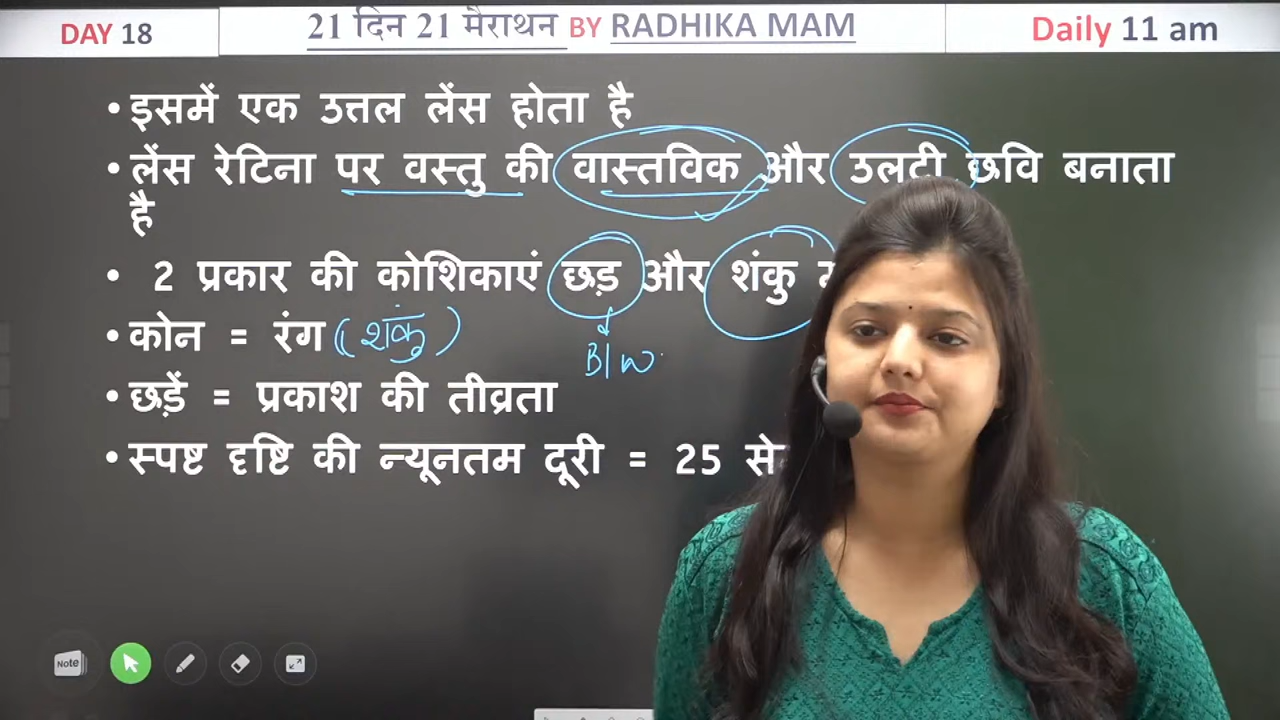 DAY 18
21 दिन 21 मैराथन BY RADHIKA MAM
Daily 11 am
• इसमें एक उत्तल लेंस होता है
• लेंस रेटिना पर वस्तु की वास्तविक और उलटी छवि बनाता
है
• 2 प्रकार की कोशिकाएं छड़ और शंकु
• कोन = रंग (शंकु)
B/W
• छड़ें = प्रकाश की तीव्रता
• स्पष्ट दृष्टि की न्यूनतम दूरी = 25
Note